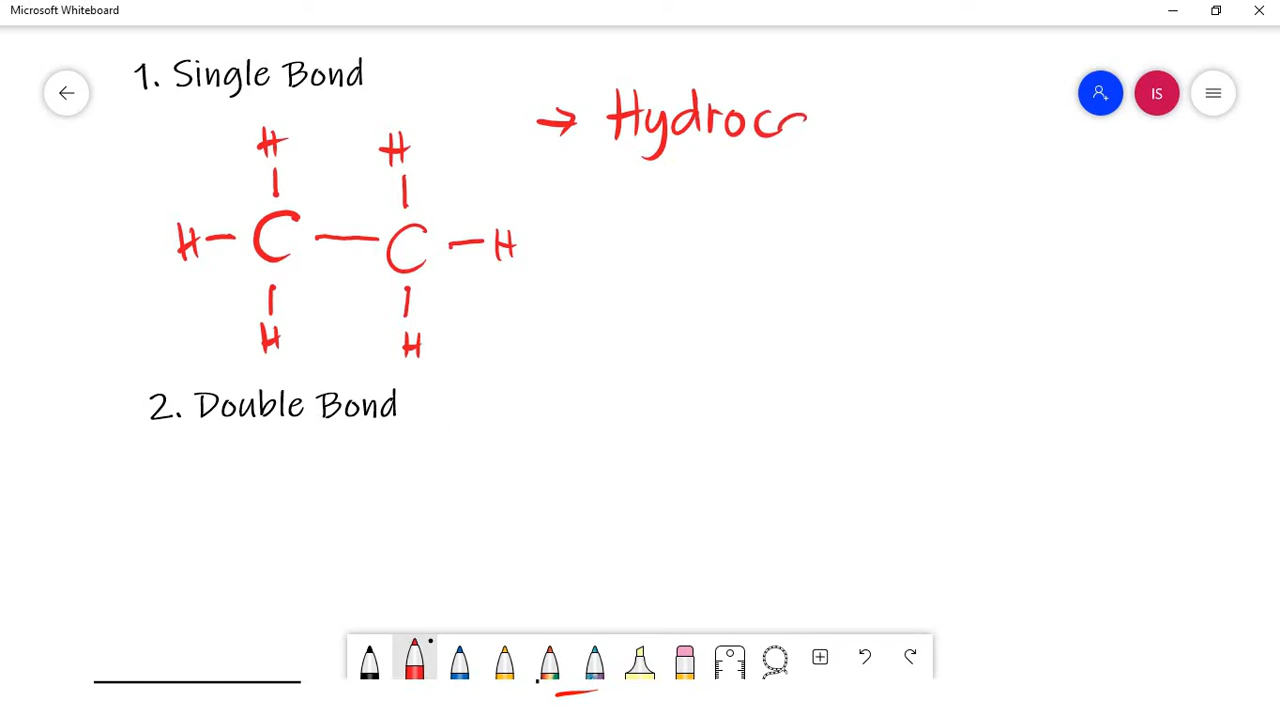 Microsoft Whiteboard
1. Single Bond
→ Hydroc
H H
H - C - C - H
H H
2. Double Bond
IS